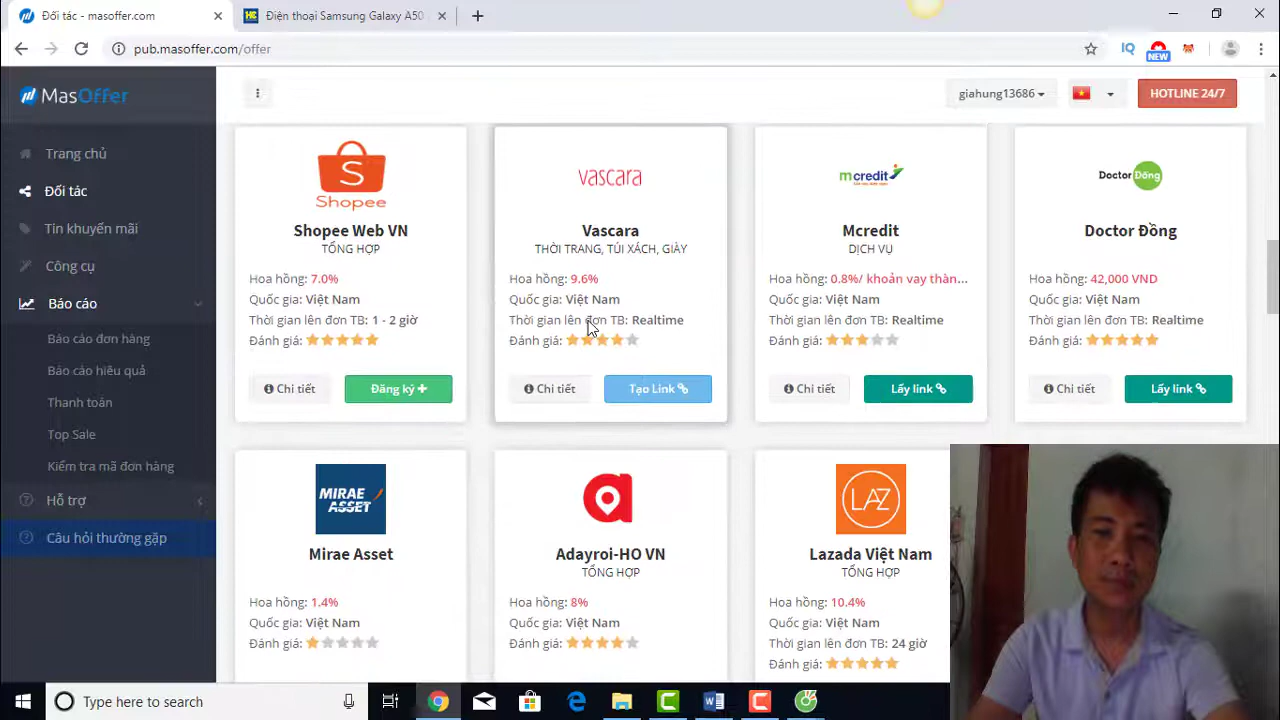 Đối tác - masoffer.com
Điện thoại Samsung Galaxy A50
pub.masoffer.com/offer
IQ
NEW
MasOffer
giahung13686
HOTLINE 24/7
Trang chủ
Đối tác
Tin khuyến mãi
Công cụ
Báo cáo
Báo cáo đơn hàng
Báo cáo hiệu quả
Thanh toán
Top Sale
Kiểm tra mã đơn hàng
Hỗ trợ
Câu hỏi thường gặp
Shopee
Shopee Web VN
TỔNG HỢP
Hoa hồng: 7.0%
Quốc gia: Việt Nam
Thời gian lên đơn TB: 1 - 2 giờ
Đánh giá:
Chi tiết
Đăng ký
vascara
Vascara
THỜI TRANG, TÚI XÁCH, GIÀY
Hoa hồng: 9.6%
Quốc gia: Việt Nam
Thời gian lên đơn TB: Realtime
Đánh giá:
Chi tiết
Tạo Link
mcredit
Mcredit
DỊCH VỤ
Hoa hồng: 0.8%/ khoản vay thàn...
Quốc gia: Việt Nam
Thời gian lên đơn TB: Realtime
Đánh giá:
Chi tiết
Lấy link
Doctor Đồng
Doctor Đồng
Hoa hồng: 42,000 VND
Quốc gia: Việt Nam
Thời gian lên đơn TB: Realtime
Đánh giá:
Chi tiết
Lấy link
MIRAE
ASSET
Mirae Asset
Hoa hồng: 1.4%
Quốc gia: Việt Nam
Đánh giá:
Adayroi-HO VN
TỔNG HỢP
Hoa hồng: 8%
Quốc gia: Việt Nam
Đánh giá:
LAZ
Lazada Việt Nam
TỔNG HỢP
Hoa hồng: 10.4%
Quốc gia: Việt Nam
Thời gian lên đơn TB: 24 giờ
Đánh giá:
Type here to search